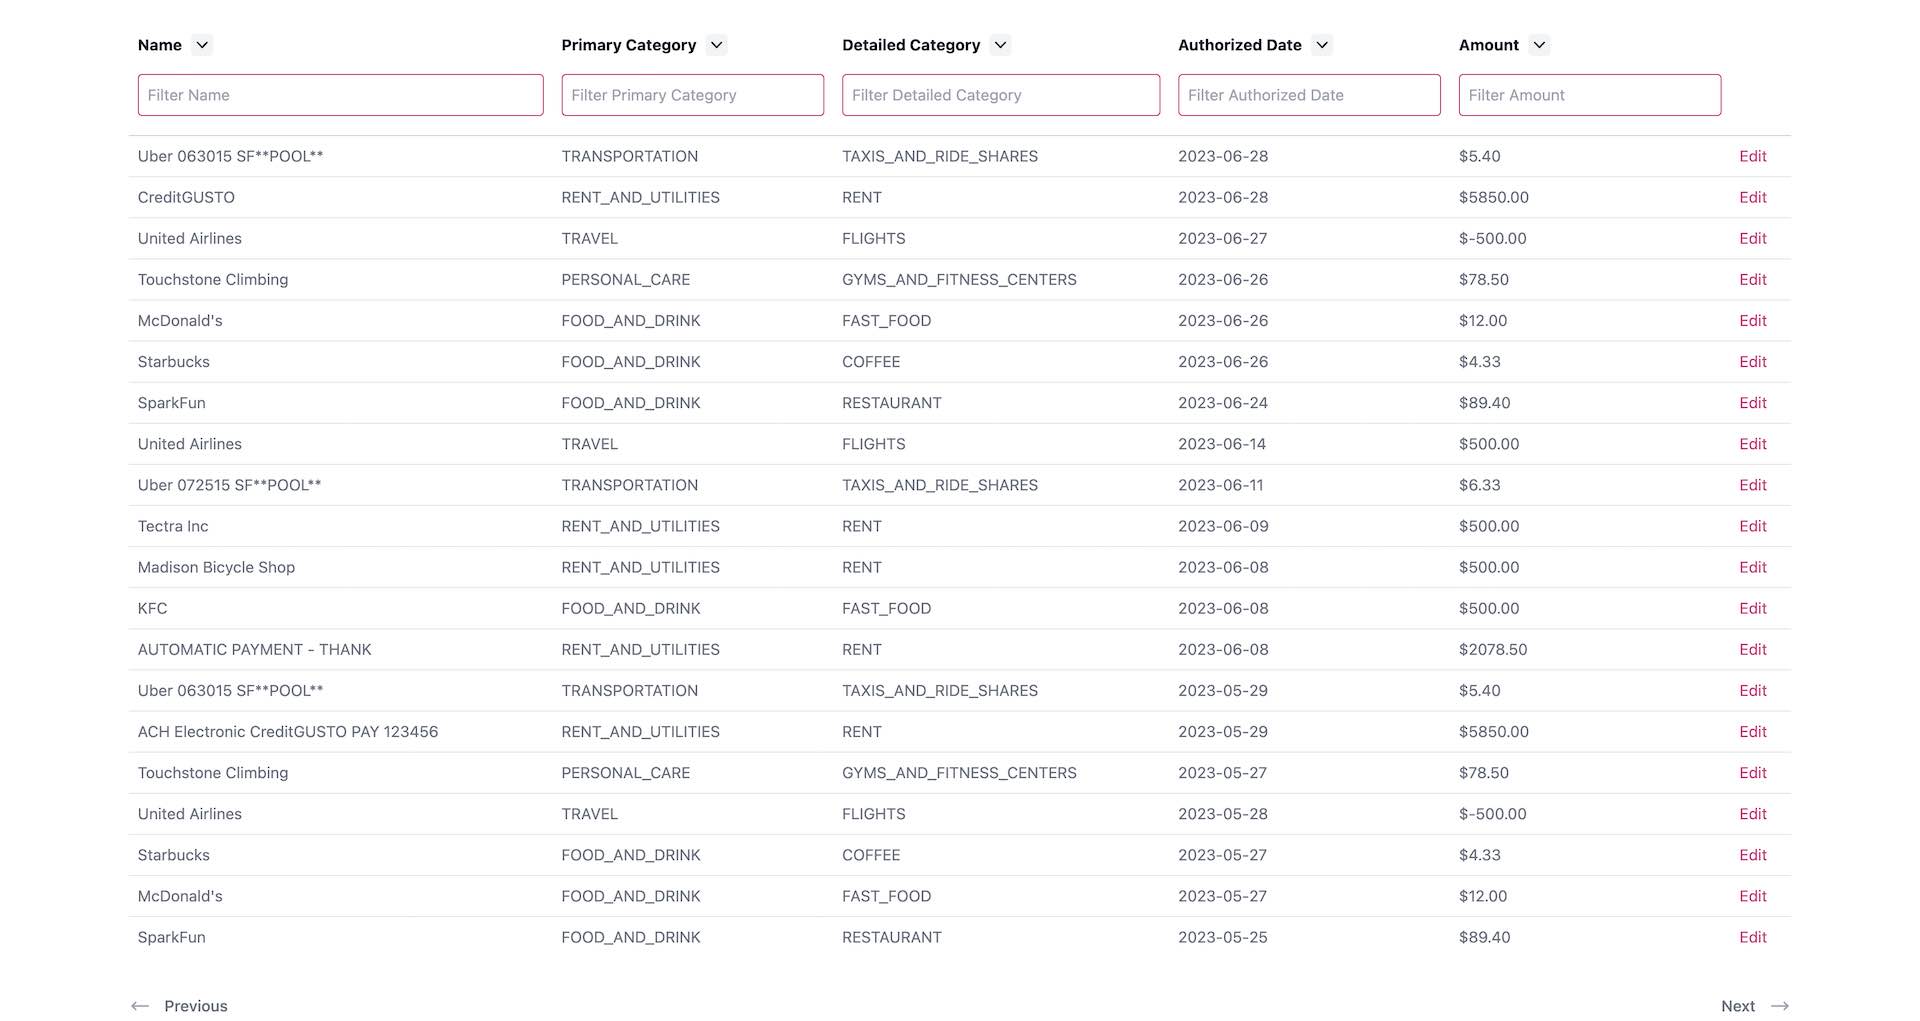 Name Primary Category Detailed Category Authorized Date Amount
Filter Name Filter Primary Category Filter Detailed Category Filter Authorized Date Filter Amount
Uber 063015 SF**POOL** TRANSPORTATION TAXIS_AND_RIDE_SHARES 2023-06-28 $5.40 Edit
CreditGUSTO RENT_AND_UTILITIES RENT 2023-06-28 $5850.00 Edit
United Airlines TRAVEL FLIGHTS 2023-06-27 $-500.00 Edit
Touchstone Climbing PERSONAL_CARE GYMS_AND_FITNESS_CENTERS 2023-06-26 $78.50 Edit
McDonald's FOOD_AND_DRINK FAST_FOOD 2023-06-26 $12.00 Edit
Starbucks FOOD_AND_DRINK COFFEE 2023-06-26 $4.33 Edit
SparkFun FOOD_AND_DRINK RESTAURANT 2023-06-24 $89.40 Edit
United Airlines TRAVEL FLIGHTS 2023-06-14 $500.00 Edit
Uber 072515 SF**POOL** TRANSPORTATION TAXIS_AND_RIDE_SHARES 2023-06-11 $6.33 Edit
Tectra Inc RENT_AND_UTILITIES RENT 2023-06-09 $500.00 Edit
Madison Bicycle Shop RENT_AND_UTILITIES RENT 2023-06-08 $500.00 Edit
KFC FOOD_AND_DRINK FAST_FOOD 2023-06-08 $500.00 Edit
AUTOMATIC PAYMENT - THANK RENT_AND_UTILITIES RENT 2023-06-08 $2078.50 Edit
Uber 063015 SF**POOL** TRANSPORTATION TAXIS_AND_RIDE_SHARES 2023-05-29 $5.40 Edit
ACH Electronic CreditGUSTO PAY 123456 RENT_AND_UTILITIES RENT 2023-05-29 $5850.00 Edit
Touchstone Climbing PERSONAL_CARE GYMS_AND_FITNESS_CENTERS 2023-05-27 $78.50 Edit
United Airlines TRAVEL FLIGHTS 2023-05-28 $-500.00 Edit
Starbucks FOOD_AND_DRINK COFFEE 2023-05-27 $4.33 Edit
McDonald's FOOD_AND_DRINK FAST_FOOD 2023-05-27 $12.00 Edit
SparkFun FOOD_AND_DRINK RESTAURANT 2023-05-25 $89.40 Edit
← Previous Next →